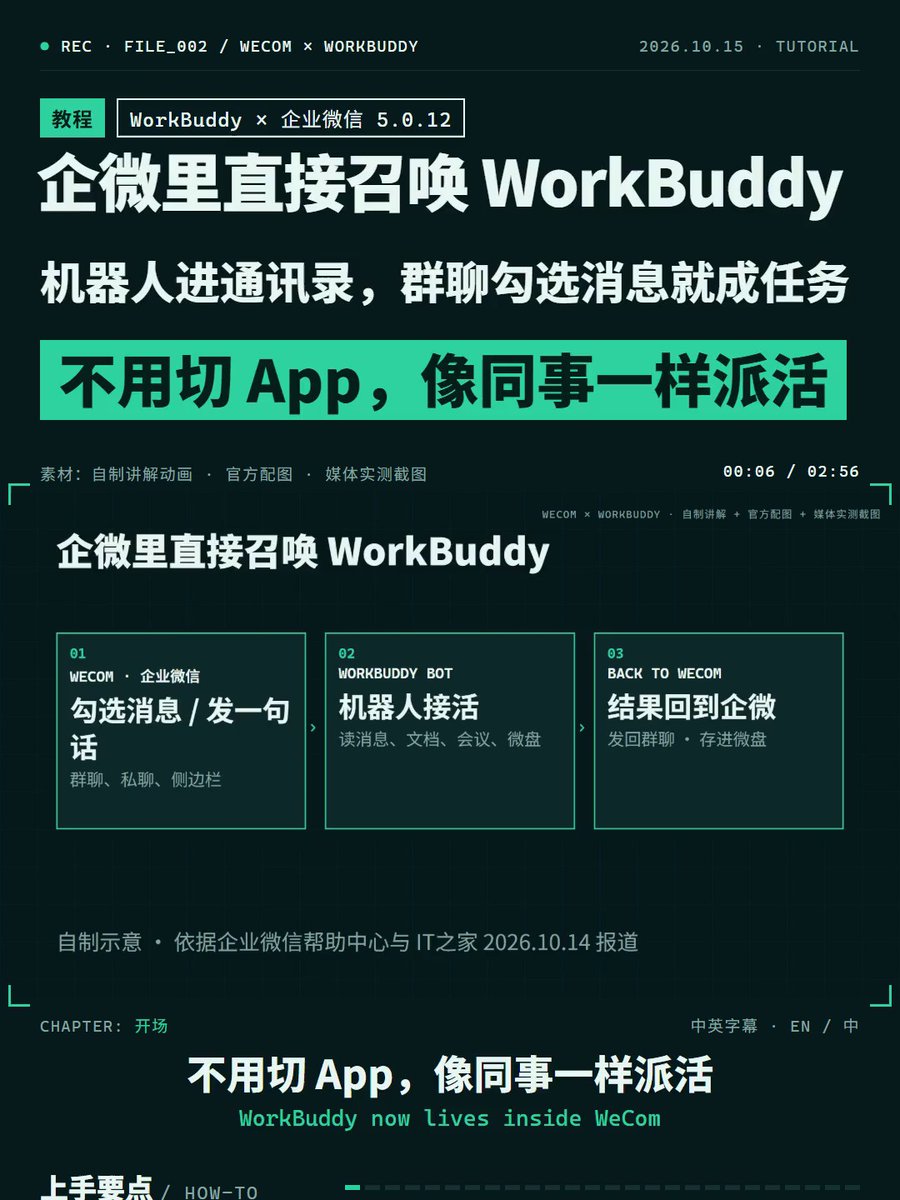 REC · FILE_002 / WECOM × WORKBUDDY
2026.10.15 · TUTORIAL
教程
WorkBuddy × 企业微信 5.0.12
企微里直接召唤 WorkBuddy
机器人进通讯录，群聊勾选消息就成任务
不用切 App，像同事一样派活
素材：自制讲解动画 · 官方配图 · 媒体实测截图
00:06 / 02:56
WECOM × WORKBUDDY · 自制讲解 + 官方配图 + 媒体实测截图
企微里直接召唤 WorkBuddy
01
WECOM · 企业微信
勾选消息 / 发一句
话
群聊、私聊、侧边栏
›
02
WORKBUDDY BOT
机器人接活
读消息、文档、会议、微盘
›
03
BACK TO WECOM
结果回到企微
发回群聊 · 存进微盘
自制示意 · 依据企业微信帮助中心与 IT之家 2026.10.14 报道
CHAPTER: 开场
中英字幕 · EN / 中
不用切 App，像同事一样派活
WorkBuddy now lives inside WeCom
上手要点 / HOW-TO